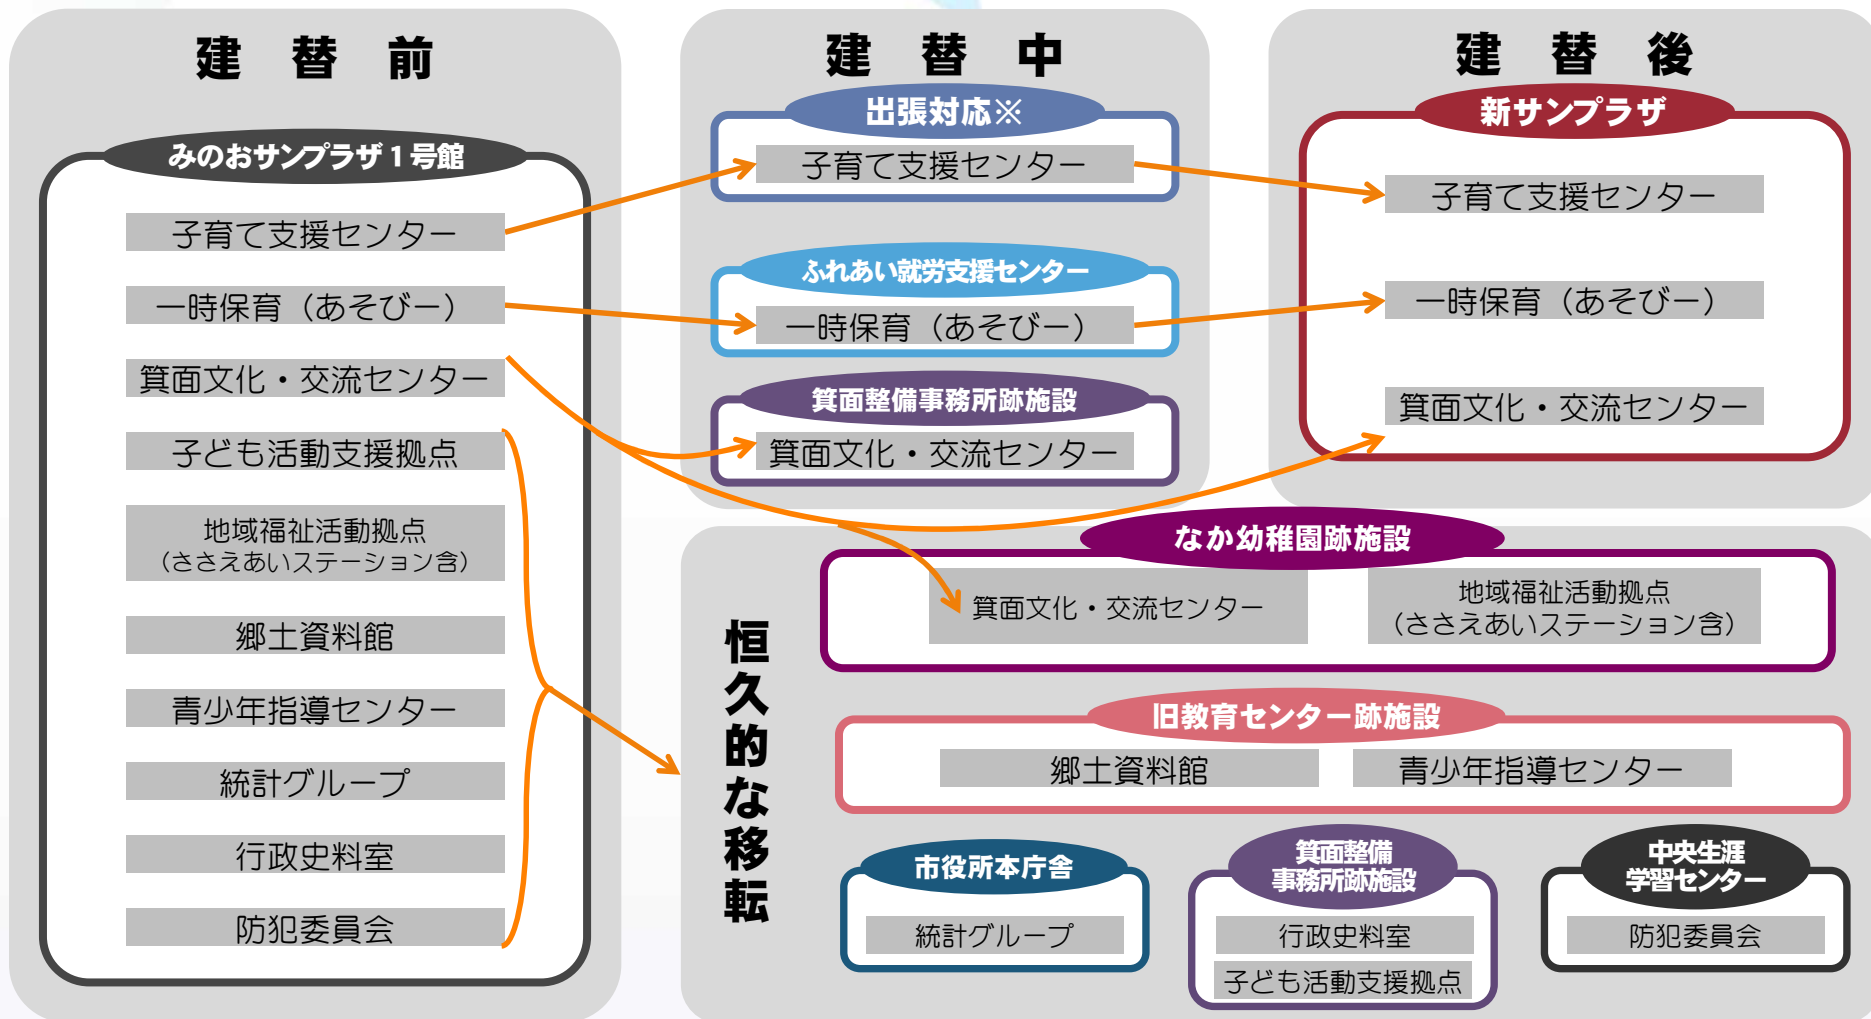 建替前
みのおサンプラザ1号館
子育て支援センター
一時保育（あそびー）
箕面文化・交流センター
子ども活動支援拠点
地域福祉活動拠点
（ささえあいステーション含）
郷土資料館
青少年指導センター
統計グループ
行政史料室
防犯委員会
建替中
出張対応※
子育て支援センター
ふれあい就労支援センター
一時保育（あそびー）
箕面整備事務所跡施設
箕面文化・交流センター
建替後
新サンプラザ
子育て支援センター
一時保育（あそびー）
箕面文化・交流センター
恒久的な移転
なか幼稚園跡施設
箕面文化・交流センター
地域福祉活動拠点
（ささえあいステーション含）
旧教育センター跡施設
郷土資料館
青少年指導センター
市役所本庁舎
統計グループ
箕面整備
事務所跡施設
行政史料室
子ども活動支援拠点
中央生涯
学習センター
防犯委員会